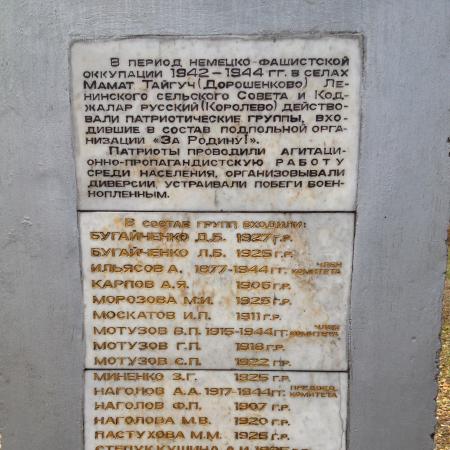 В ПЕРИОД НЕМЕЦКО-ФАШИСТСКОЙ
ОККУПАЦИИ 1942-1944 ГГ. В СЕЛАХ
МАМАТ ТАЙГУЧ (ДОРОШЕНКОВО) ЛЕ-
НИНСКОГО СЕЛЬСКОГО СОВЕТА И КОД-
ЖАЛАР РУССКИЙ (КОРОЛЕВО) ДЕЙСТВО-
ВАЛИ ПАТРИОТИЧЕСКИЕ ГРУППЫ, ВХО-
ДИВШИЕ В СОСТАВ ПОДПОЛЬНОЙ ОРГА-
НИЗАЦИИ „ЗА РОДИНУ!".
ПАТРИОТЫ ПРОВОДИЛИ АГИТАЦИ-
ОННО-ПРОПАГАНДИСТСКУЮ РАБОТУ
СРЕДИ НАСЕЛЕНИЯ, ОРГАНИЗОВЫВАЛИ
ДИВЕРСИИ, УСТРАИВАЛИ ПОБЕГИ ВОЕН-
НОПЛЕННЫМ.
В СОСТАВ ГРУПП ВХОДИЛИ:
БУГАЙЧЕНКО Д.Б. 1927 Г.Р.
БУГАЙЧЕНКО Л.Б. 1925 Г.Р.
ИЛЬЯСОВ А. 1877-1944 ГГ. ЧЛЕН КОМИТЕТА
КАРПОВ А.Я. 1906 Г.Р.
МОРОЗОВА М.И. 1925 Г.Р.
МОСКАТОВ И.П. 1911 Г.Р.
МОТУЗОВ В.П. 1915-1944 ГГ. ЧЛЕН КОМИТЕТА
МОТУЗОВ Г.П. 1918 Г.Р.
МОТУЗОВ С.П. 1922 Г.Р.
МИНЕНКО З.Г. 1925 Г.Р.
НАГОЛОВ А.А. 1917-1944 ГГ. ПРЕДСЕД. КОМИТЕТА
НАГОЛОВ Ф.П. 1907 Г.Р.
НАГОЛОВА М.В. 1920 Г.Р.
ПАСТУХОВА М.М. 1926 Г.Р.